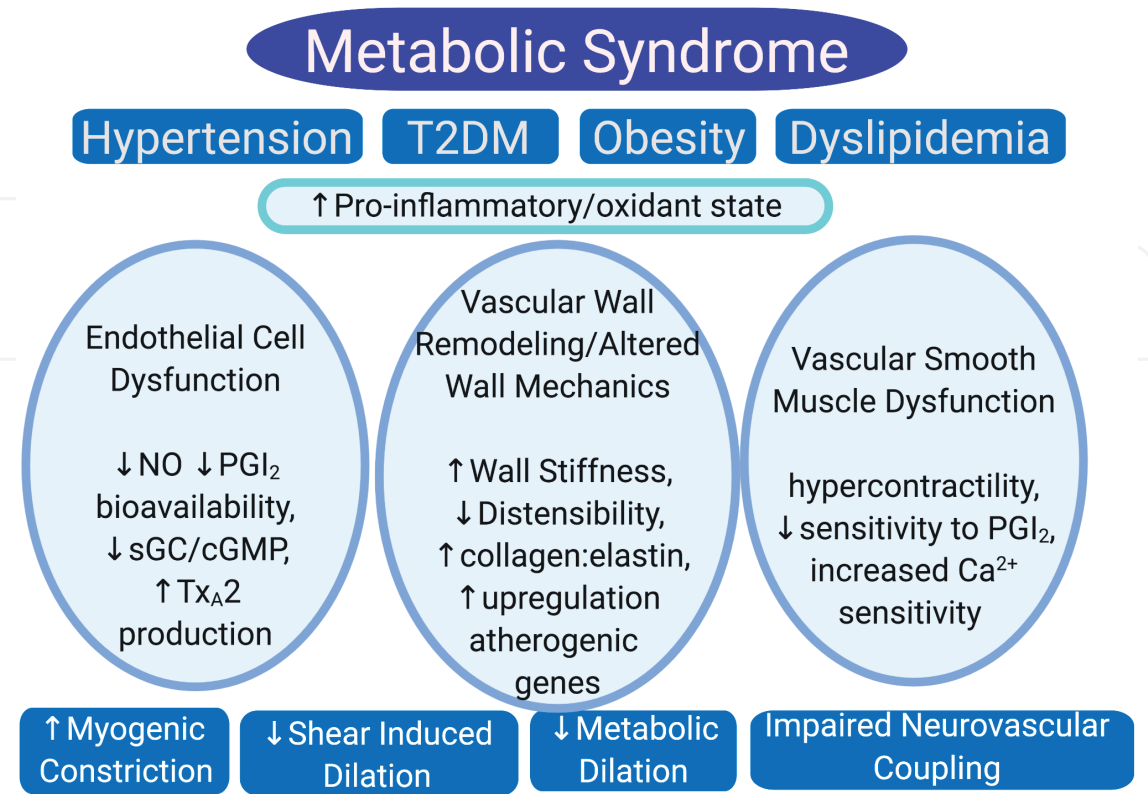 Metabolic Syndrome
Hypertension
T2DM
Obesity
Dyslipidemia
↑Pro-inflammatory/oxidant state
Endothelial Cell
Dysfunction
↓NO ↓PGI₂
bioavailability,
↓sGC/cGMP,
↑Txₐ2
production
Vascular Wall
Remodeling/Altered
Wall Mechanics
↑Wall Stiffness,
↓Distensibility,
↑collagen:elastin,
↑upregulation
atherogenic
genes
Vascular Smooth
Muscle Dysfunction
hypercontractility,
↓sensitivity to PGI₂,
increased Ca²⁺
sensitivity
↑Myogenic
Constriction
↓Shear Induced
Dilation
↓Metabolic
Dilation
Impaired Neurovascular
Coupling